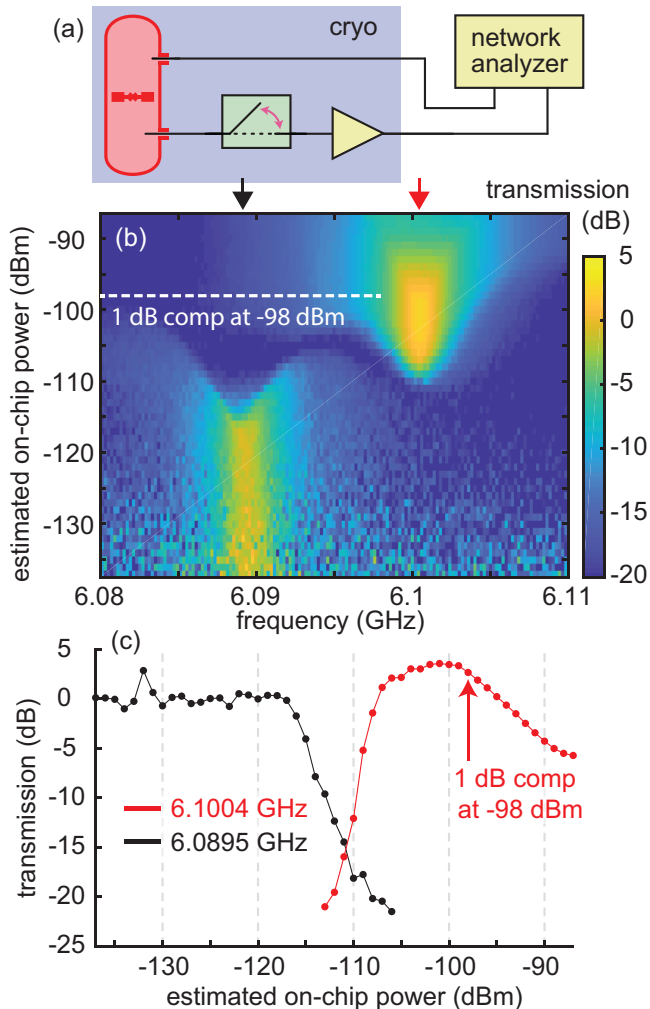 (a)
cryo
network
analyzer
transmission
(dB)
(b)
1 dB comp at -98 dBm
estimated on-chip power (dBm)
-90
-100
-110
-120
-130
6.08
6.09
6.1
6.11
frequency (GHz)
5
0
-5
-10
-15
-20
(c)
transmission (dB)
5
0
-5
-10
-15
-20
-25
6.1004 GHz
6.0895 GHz
1 dB comp
at -98 dBm
-130
-120
-110
-100
-90
estimated on-chip power (dBm)